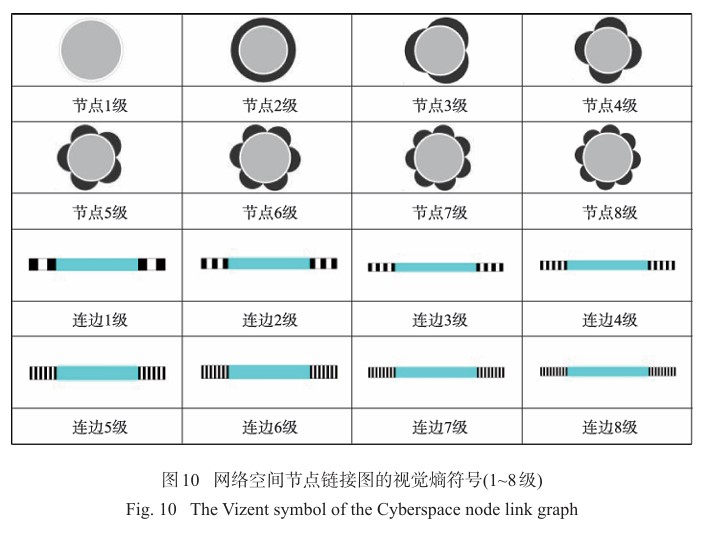 节点1级 节点2级 节点3级 节点4级
节点5级 节点6级 节点7级 节点8级
连边1级 连边2级 连边3级 连边4级
连边5级 连边6级 连边7级 连边8级
图10 网络空间节点链接图的视觉熵符号(1~8级)
Fig. 10 The Vizent symbol of the Cyberspace node link graph